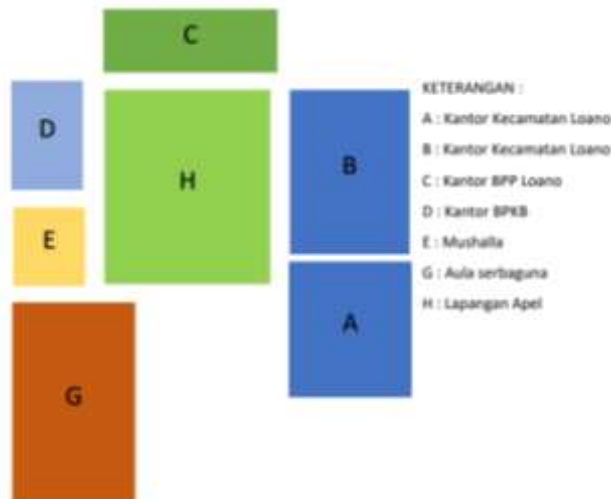 C
D
H
B
E
A
G
KETERANGAN :
A : Kantor Kecamatan Loano
B : Kantor Kecamatan Loano
C : Kantor BPP Loano
D : Kantor BPKB
E : Mushalla
G : Aula serbaguna
H : Lapangan Apel